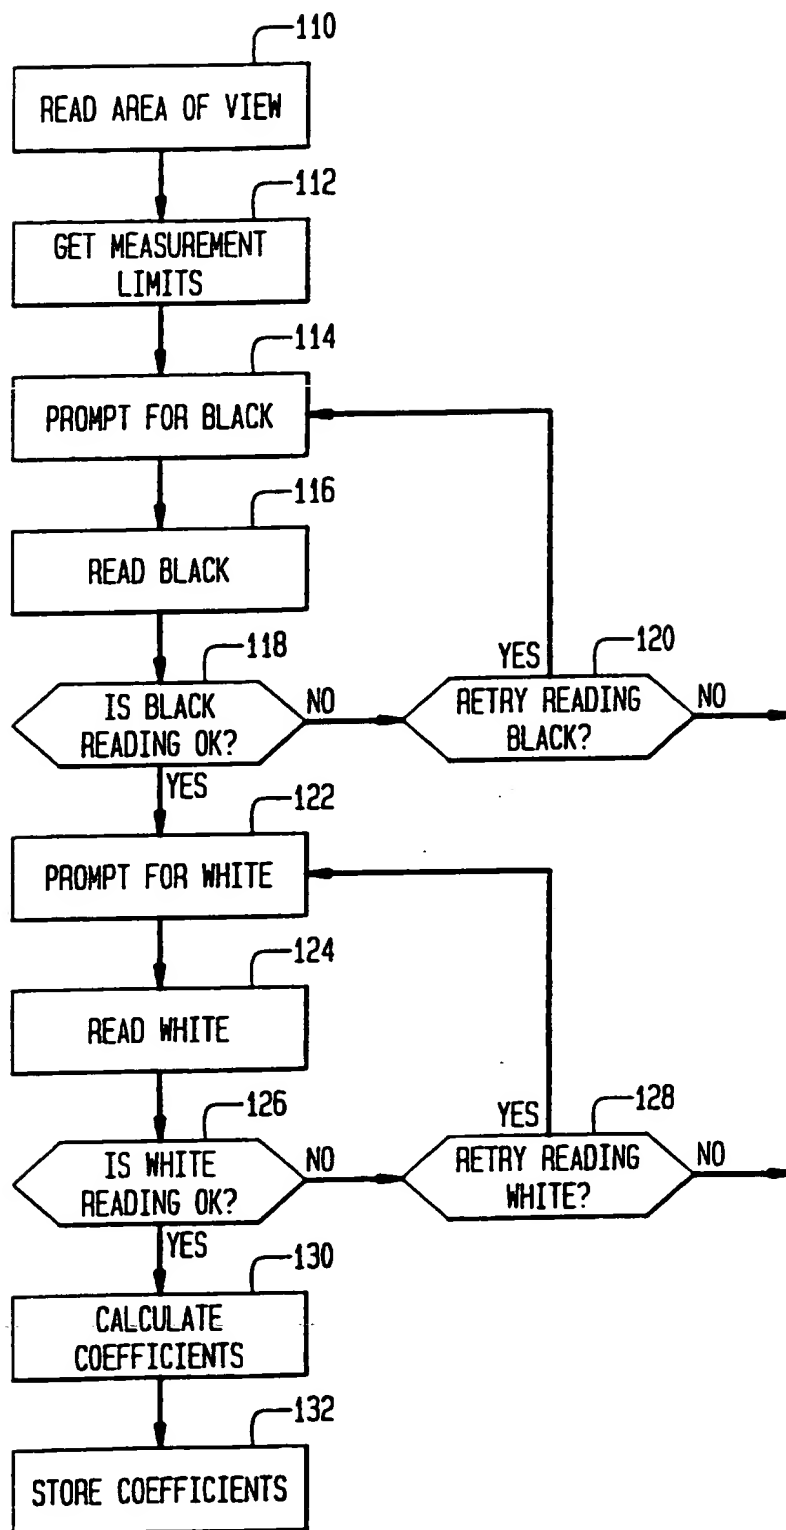 110
READ AREA OF VIEW
112
GET MEASUREMENT
LIMITS
114
PROMPT FOR BLACK
116
READ BLACK
118
IS BLACK
READING OK?
NO
YES
120
RETRY READING
BLACK?
YES
NO
122
PROMPT FOR WHITE
124
READ WHITE
126
IS WHITE
READING OK?
NO
YES
128
RETRY READING
WHITE?
YES
NO
130
CALCULATE
COEFFICIENTS
132
STORE COEFFICIENTS